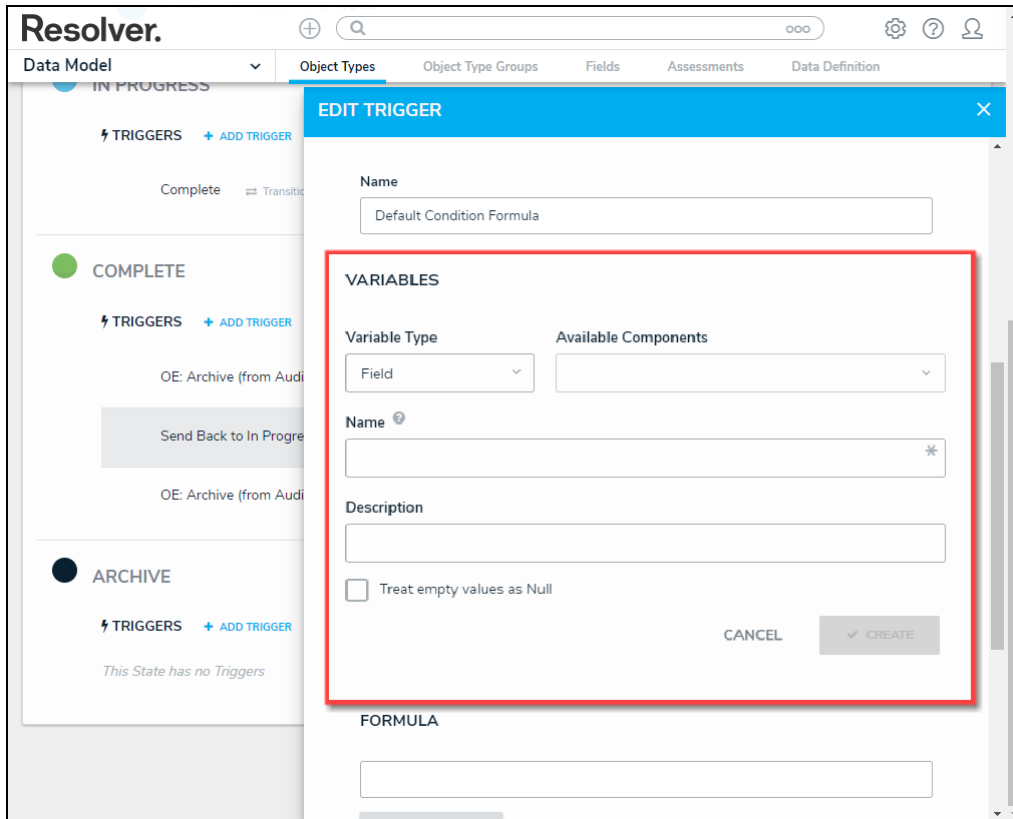 Resolver.
ooo
Data Model
Object Types
Object Type Groups
Fields
Assessments
Data Definition
IN PROGRESS
TRIGGERS
+ ADD TRIGGER
Complete
Transitio
COMPLETE
TRIGGERS
+ ADD TRIGGER
OE: Archive (from Audi
Send Back to In Progre
OE: Archive (from Audi
ARCHIVE
TRIGGERS
+ ADD TRIGGER
This State has no Triggers
EDIT TRIGGER
Name
Default Condition Formula
VARIABLES
Variable Type
Available Components
Field
Name ?
*
Description
Treat empty values as Null
CANCEL
CREATE
FORMULA